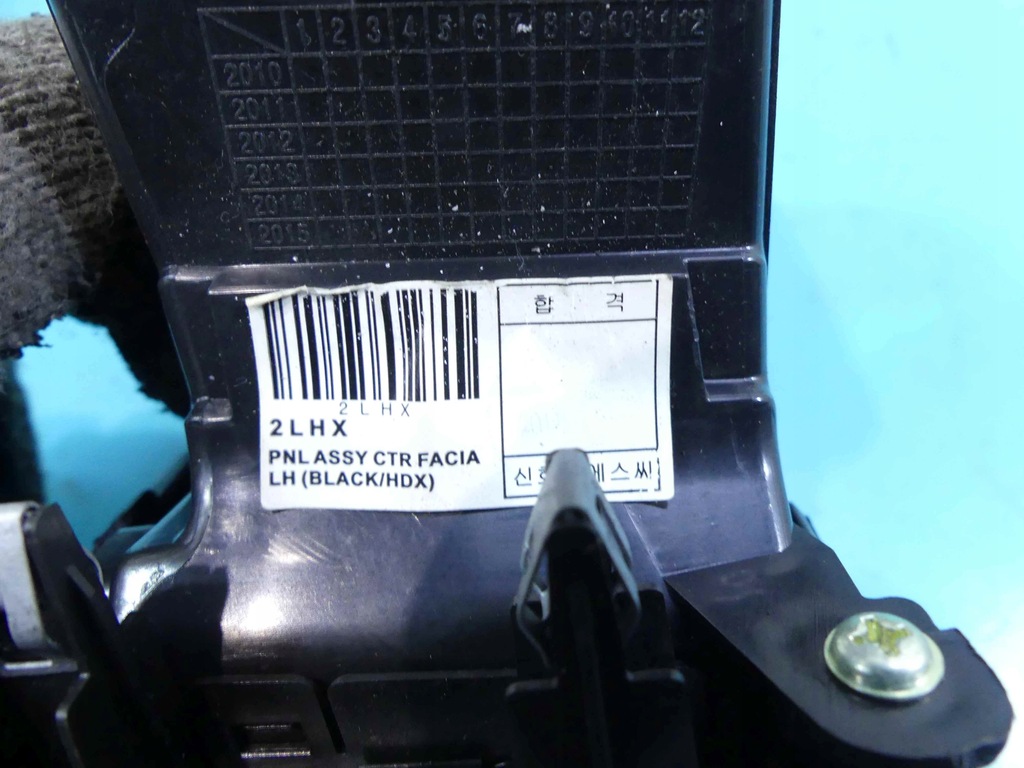 1 2 3 4 5 6 7 8 9 10 11 12
2010
2011
2012
2013
2014
2015
합 격
2 L H X
2LHX
PNL ASSY CTR FACIA
LH (BLACK/HDX)